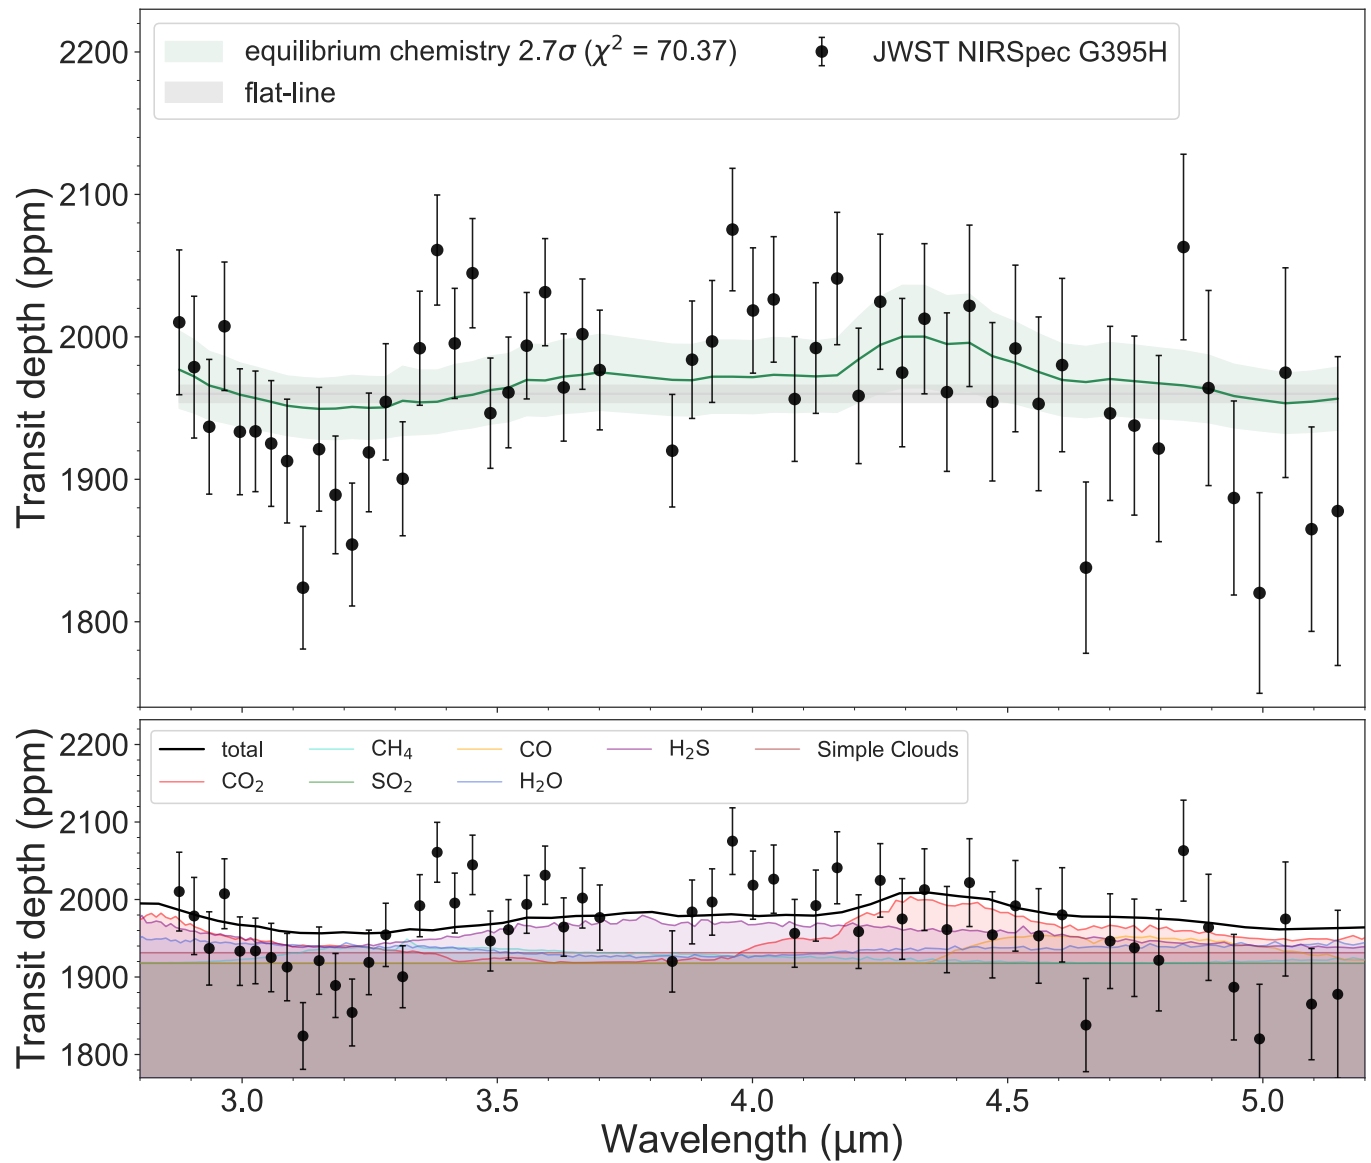 equilibrium chemistry 2.7σ (χ² = 70.37)
JWST NIRSpec G395H
flat-line
Transit depth (ppm)
2200
2100
2000
1900
1800
total
CH₄
CO
H₂S
Simple Clouds
CO₂
SO₂
H₂O
Transit depth (ppm)
2200
2100
2000
1900
1800
3.0 3.5 4.0 4.5 5.0
Wavelength (μm)